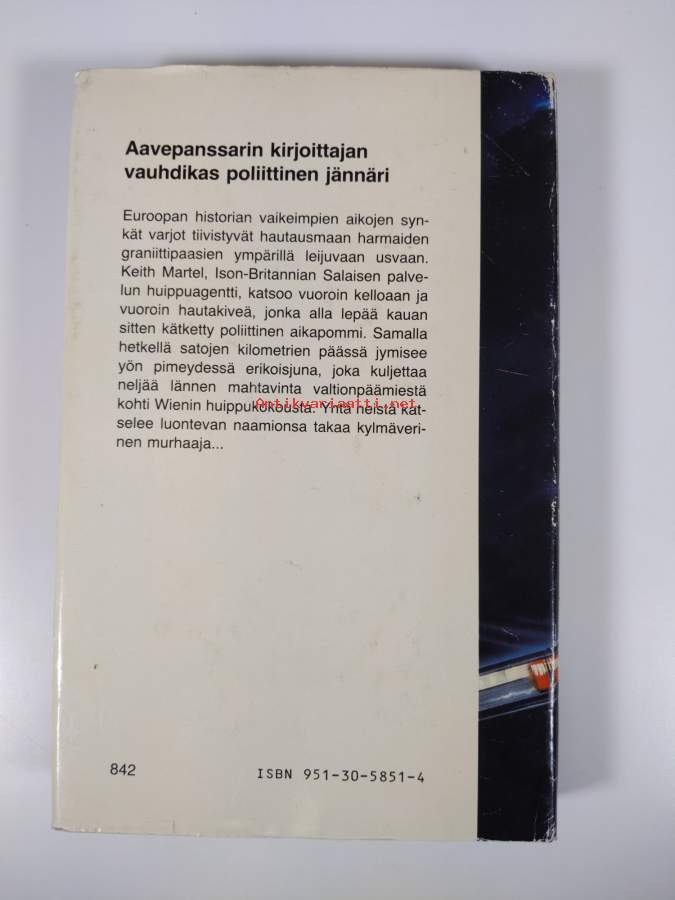 Aavepanssarin kirjoittajan
vauhdikas poliittinen jännäri
Euroopan historian vaikeimpien aikojen syn-
kät varjot tiivistyvät hautausmaan harmaiden
graniittipaasien ympärillä leijuvaan usvaan.
Keith Martel, Ison-Britannian Salaisen palve-
lun huippuagentti, katsoo vuoroin kelloaan ja
vuoroin hautakiveä, jonka alla lepää kauan
sitten kätketty poliittinen aikapommi. Samalla
hetkellä satojen kilometrien päässä jymisee
yön pimeydessä erikoisjuna, joka kuljettaa
neljää lännen mahtavinta valtionpäämiestä
kohti Wienin huippukokousta. Yhtä heistä kat-
selee luontevan naamionsa takaa kylmäveri-
nen murhaaja...
Antikvariaatti.net
842
ISBN 951-30-5851-4